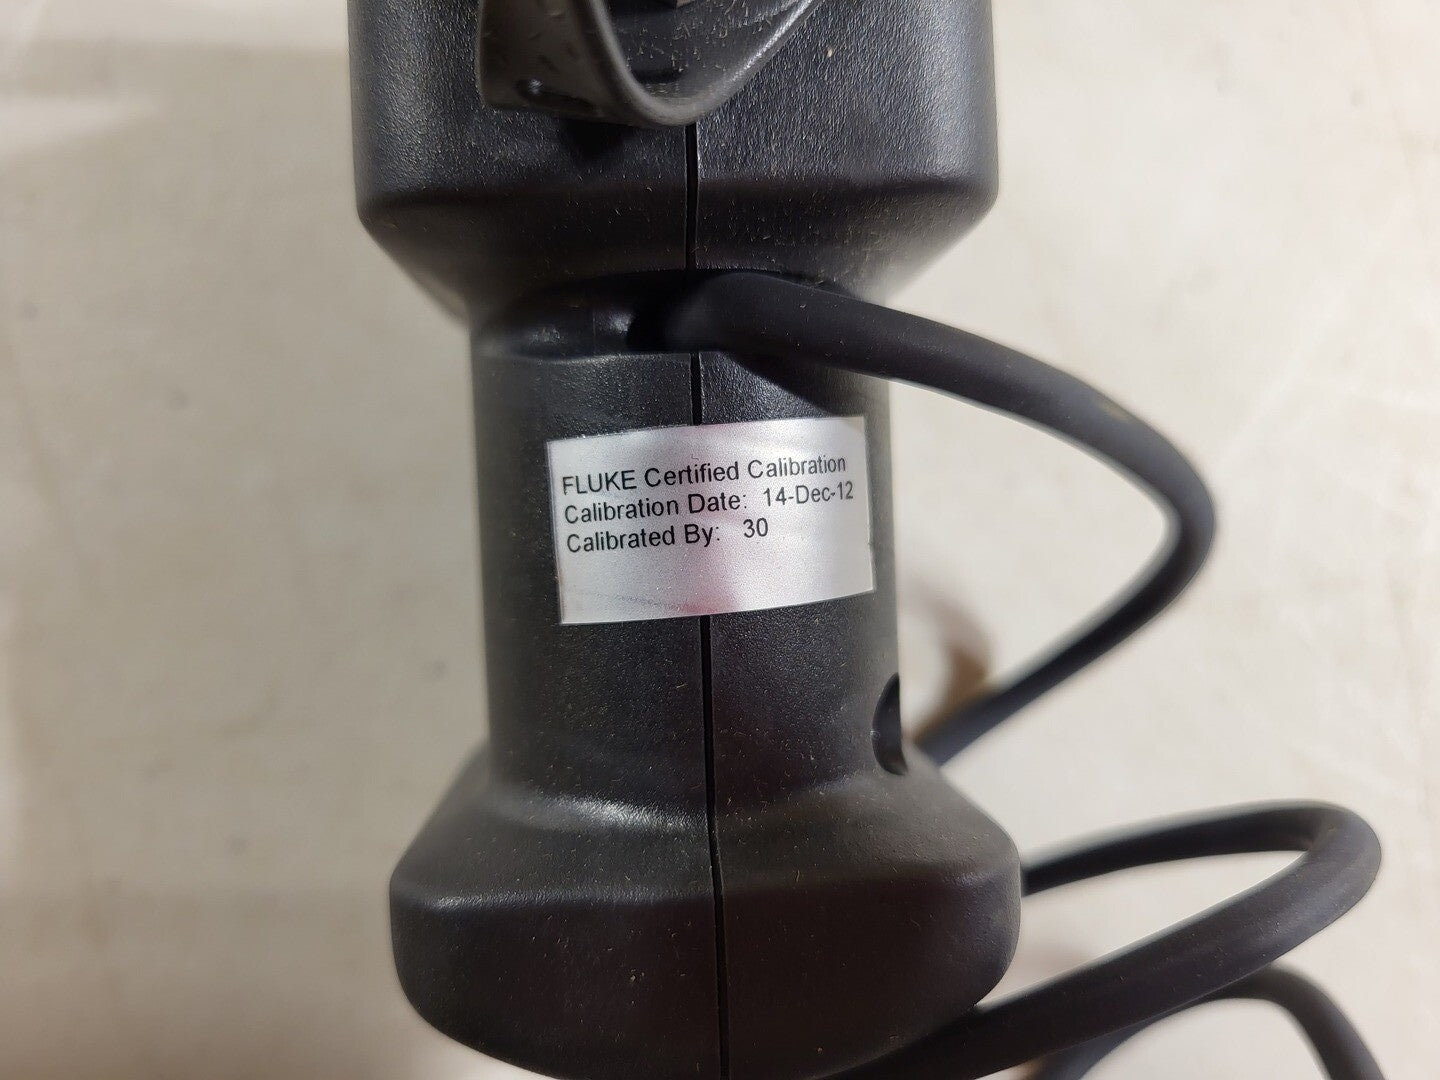 FLUKE Certified Calibration
Calibration Date: 14-Dec-12
Calibrated By: 30